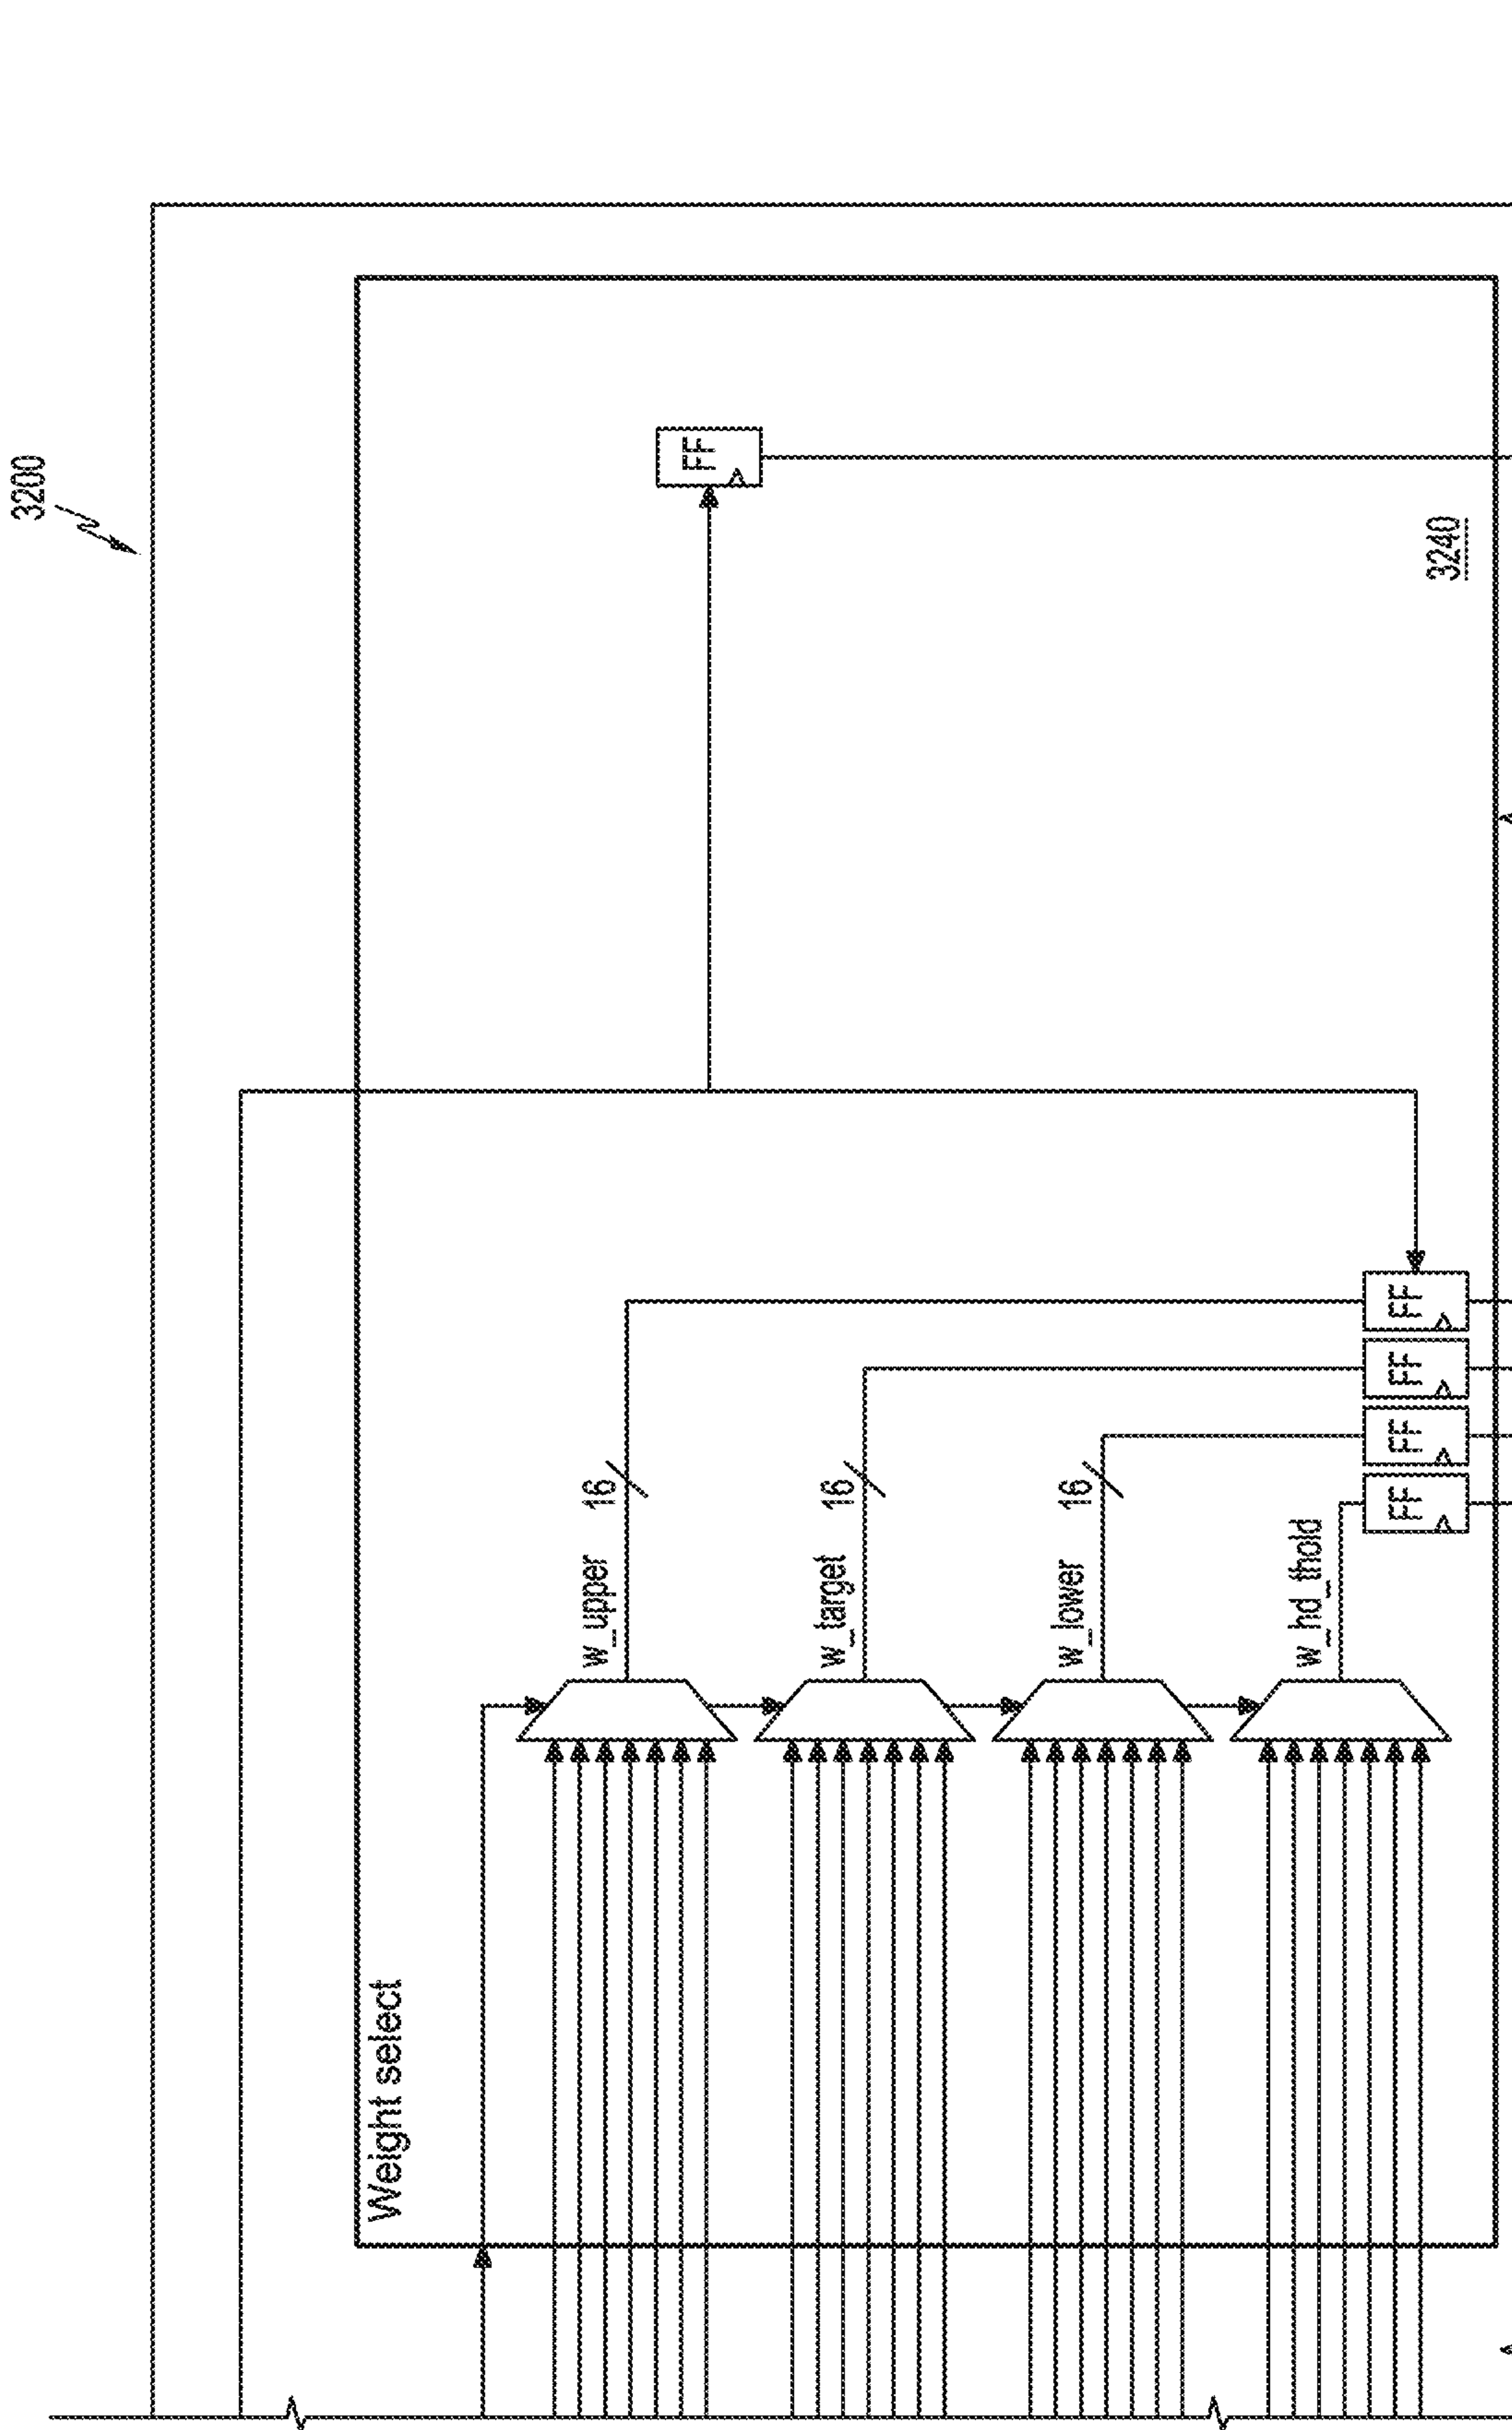 3200
Weight select
w_upper
16
w_target
16
w_lower
16
w_hd_thold
FF
FF
FF
FF
FF
3240